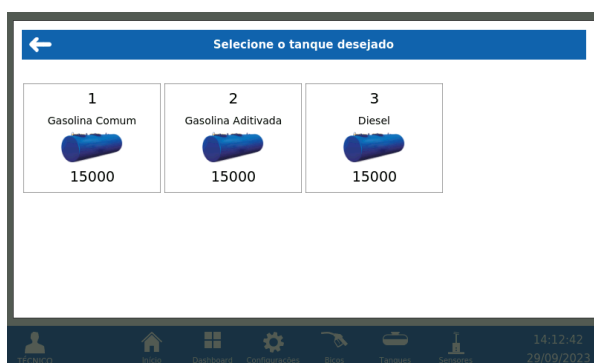 Selecione o tanque desejado
1
Gasolina Comum
15000
2
Gasolina Aditivada
15000
3
Diesel
15000
TÉCNICO
Início
Dashboard
Configurações
Bicos
Tanques
Sensores
14:12:42
29/09/2023